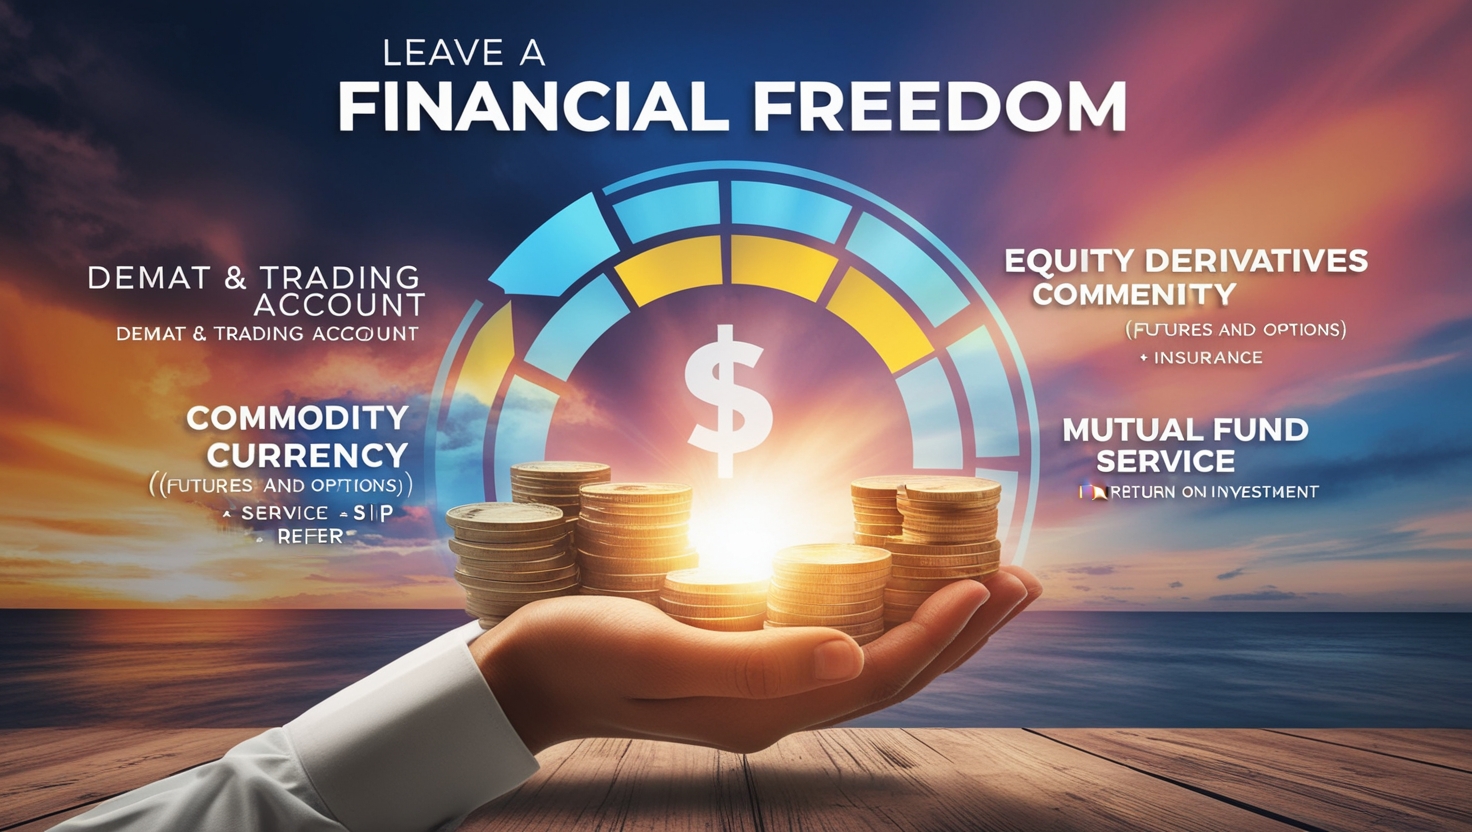 LEAVE A
FINANCIAL FREEDOM
DEMAT & TRADING
ACCOUNT
DEMAT & TRADING ACCOUNT
COMMODITY
CURRENCY
((FUTURES AND OPTIONS))
SERVICE - SIP
REFER
EQUITY DERIVATIVES
COMMENITY
(FUTURES AND OPTIONS)
+ INSURANCE
MUTUAL FUND
SERVICE
RETURN ON INVESTMENT
$